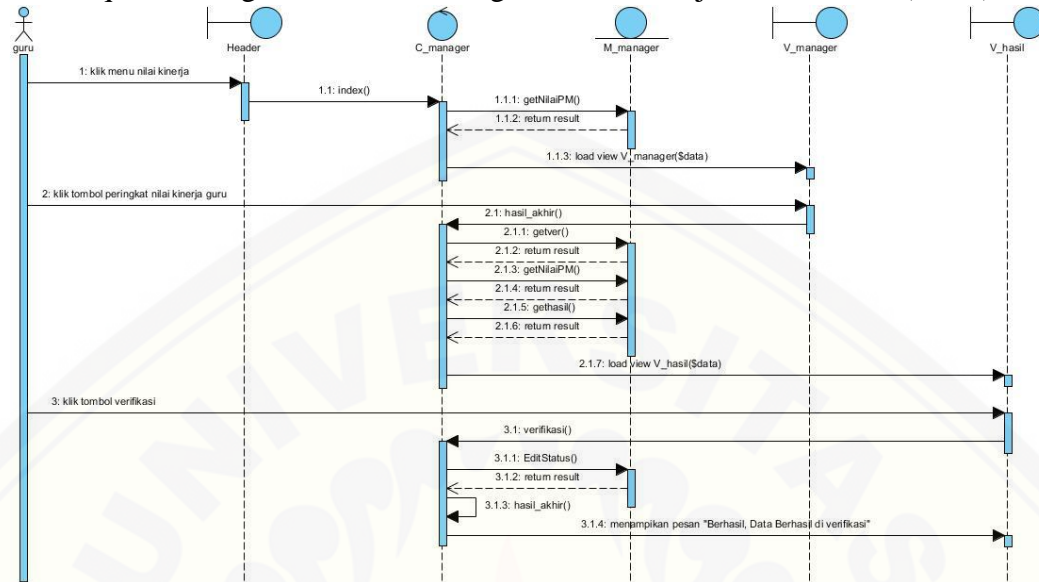 guru
Header
C_manager
M_manager
V_manager
V_hasil
1: klik menu nilai kinerja
1.1: index()
1.1.1: getNilaiPM()
1.1.2: return result
1.1.3: load view V_manager($data)
2: klik tombol peringkat nilai kinerja guru
2.1: hasil_akhir()
2.1.1: getver()
2.1.2: return result
2.1.3: getNilaiPM()
2.1.4: return result
2.1.5: gethasil()
2.1.6: return result
2.1.7: load view V_hasil($data)
3: klik tombol verifikasi
3.1: verifikasi()
3.1.1: EditStatus()
3.1.2: return result
3.1.3: hasil_akhir()
3.1.4: menampikan pesan "Berhasil, Data Berhasil di verifikasi"
UNIVERSITAS